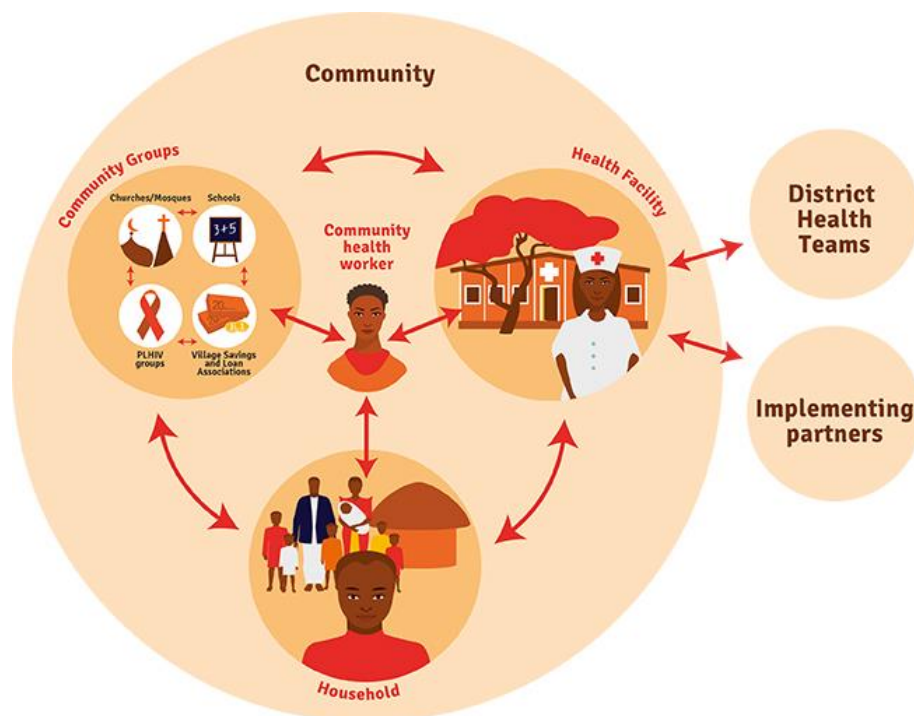 Community
Community Groups
Churches/Mosques
Schools
3+5
PLHIV
groups
Village Savings
and Loan
Associations
Community
health
worker
Health Facility
Household
District
Health
Teams
Implementing
partners